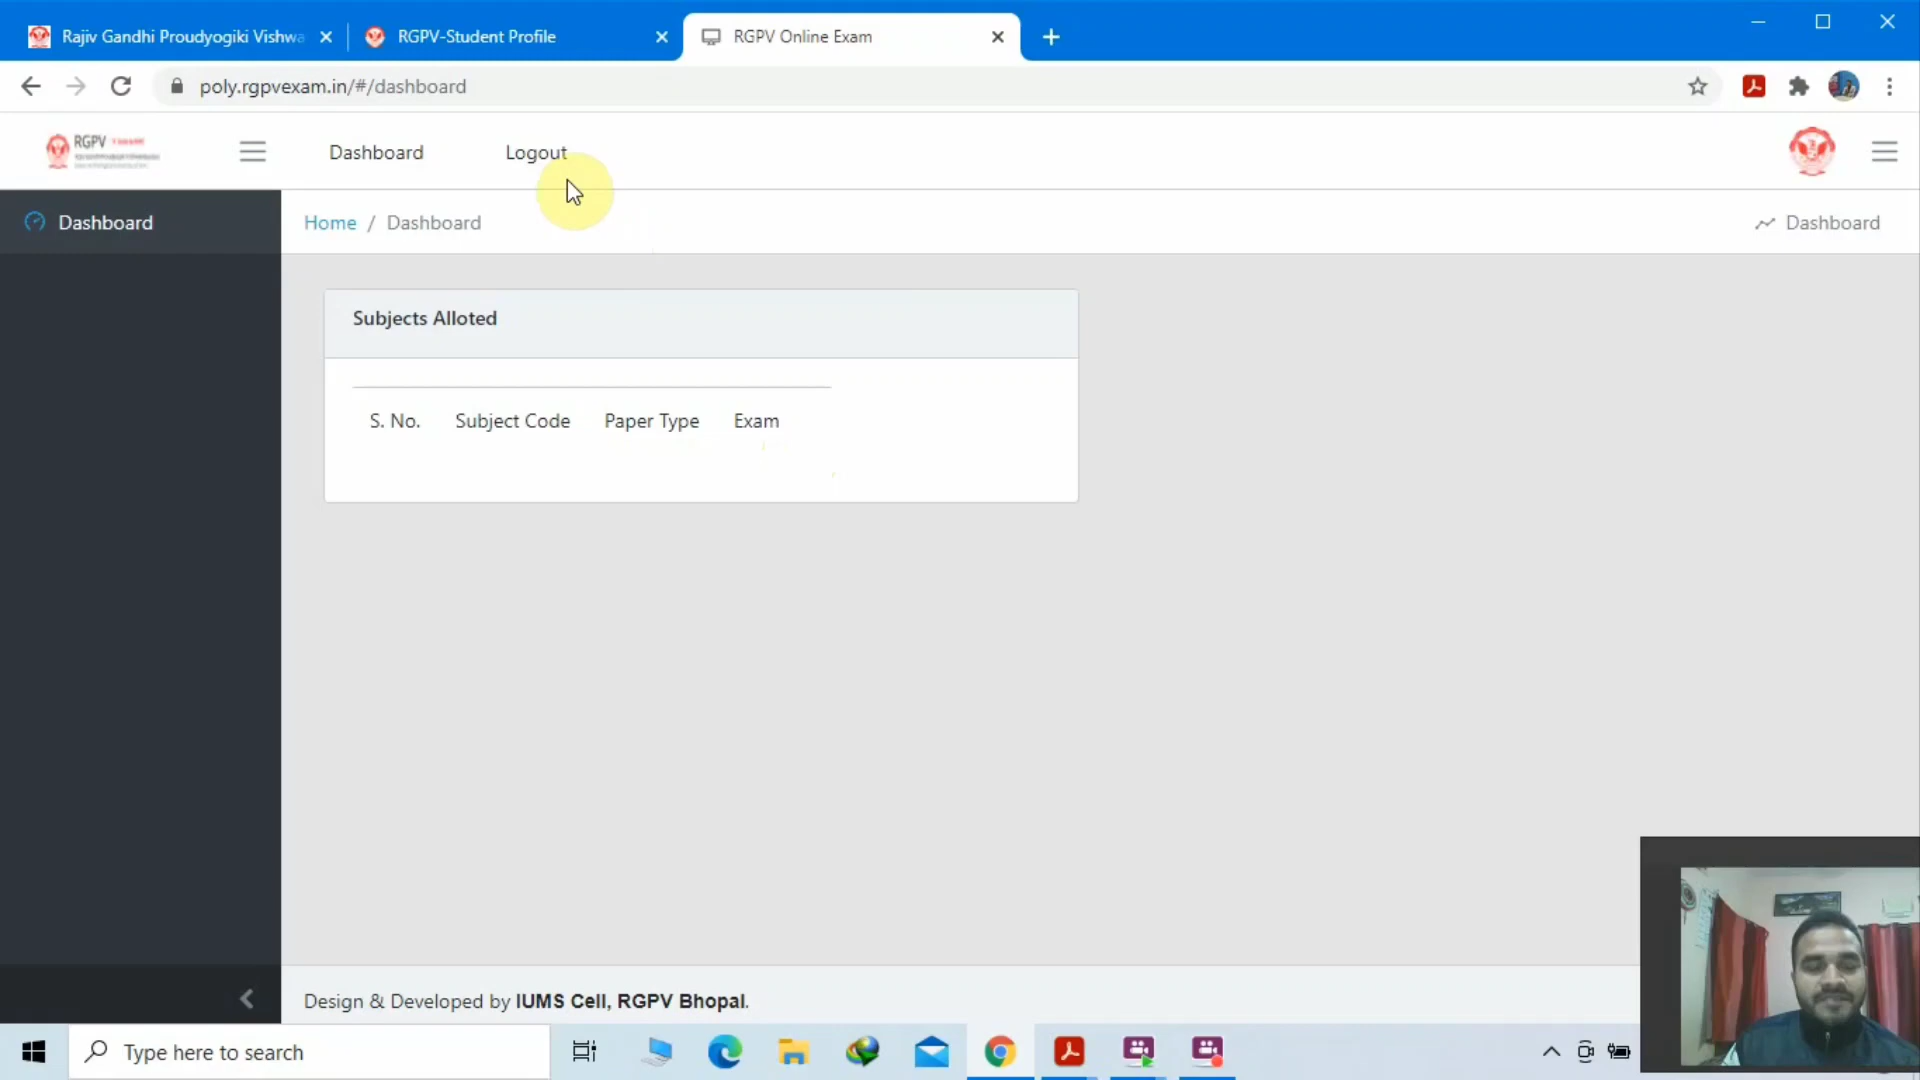 Rajiv Gandhi Proudyogiki Vishwa
RGPV-Student Profile
RGPV Online Exam
poly.rgpvexam.in/#/dashboard
RGPV
Dashboard
Logout
Dashboard
Home / Dashboard
Dashboard
Subjects Alloted
S. No. Subject Code Paper Type Exam
Design & Developed by IUMS Cell, RGPV Bhopal.
Type here to search